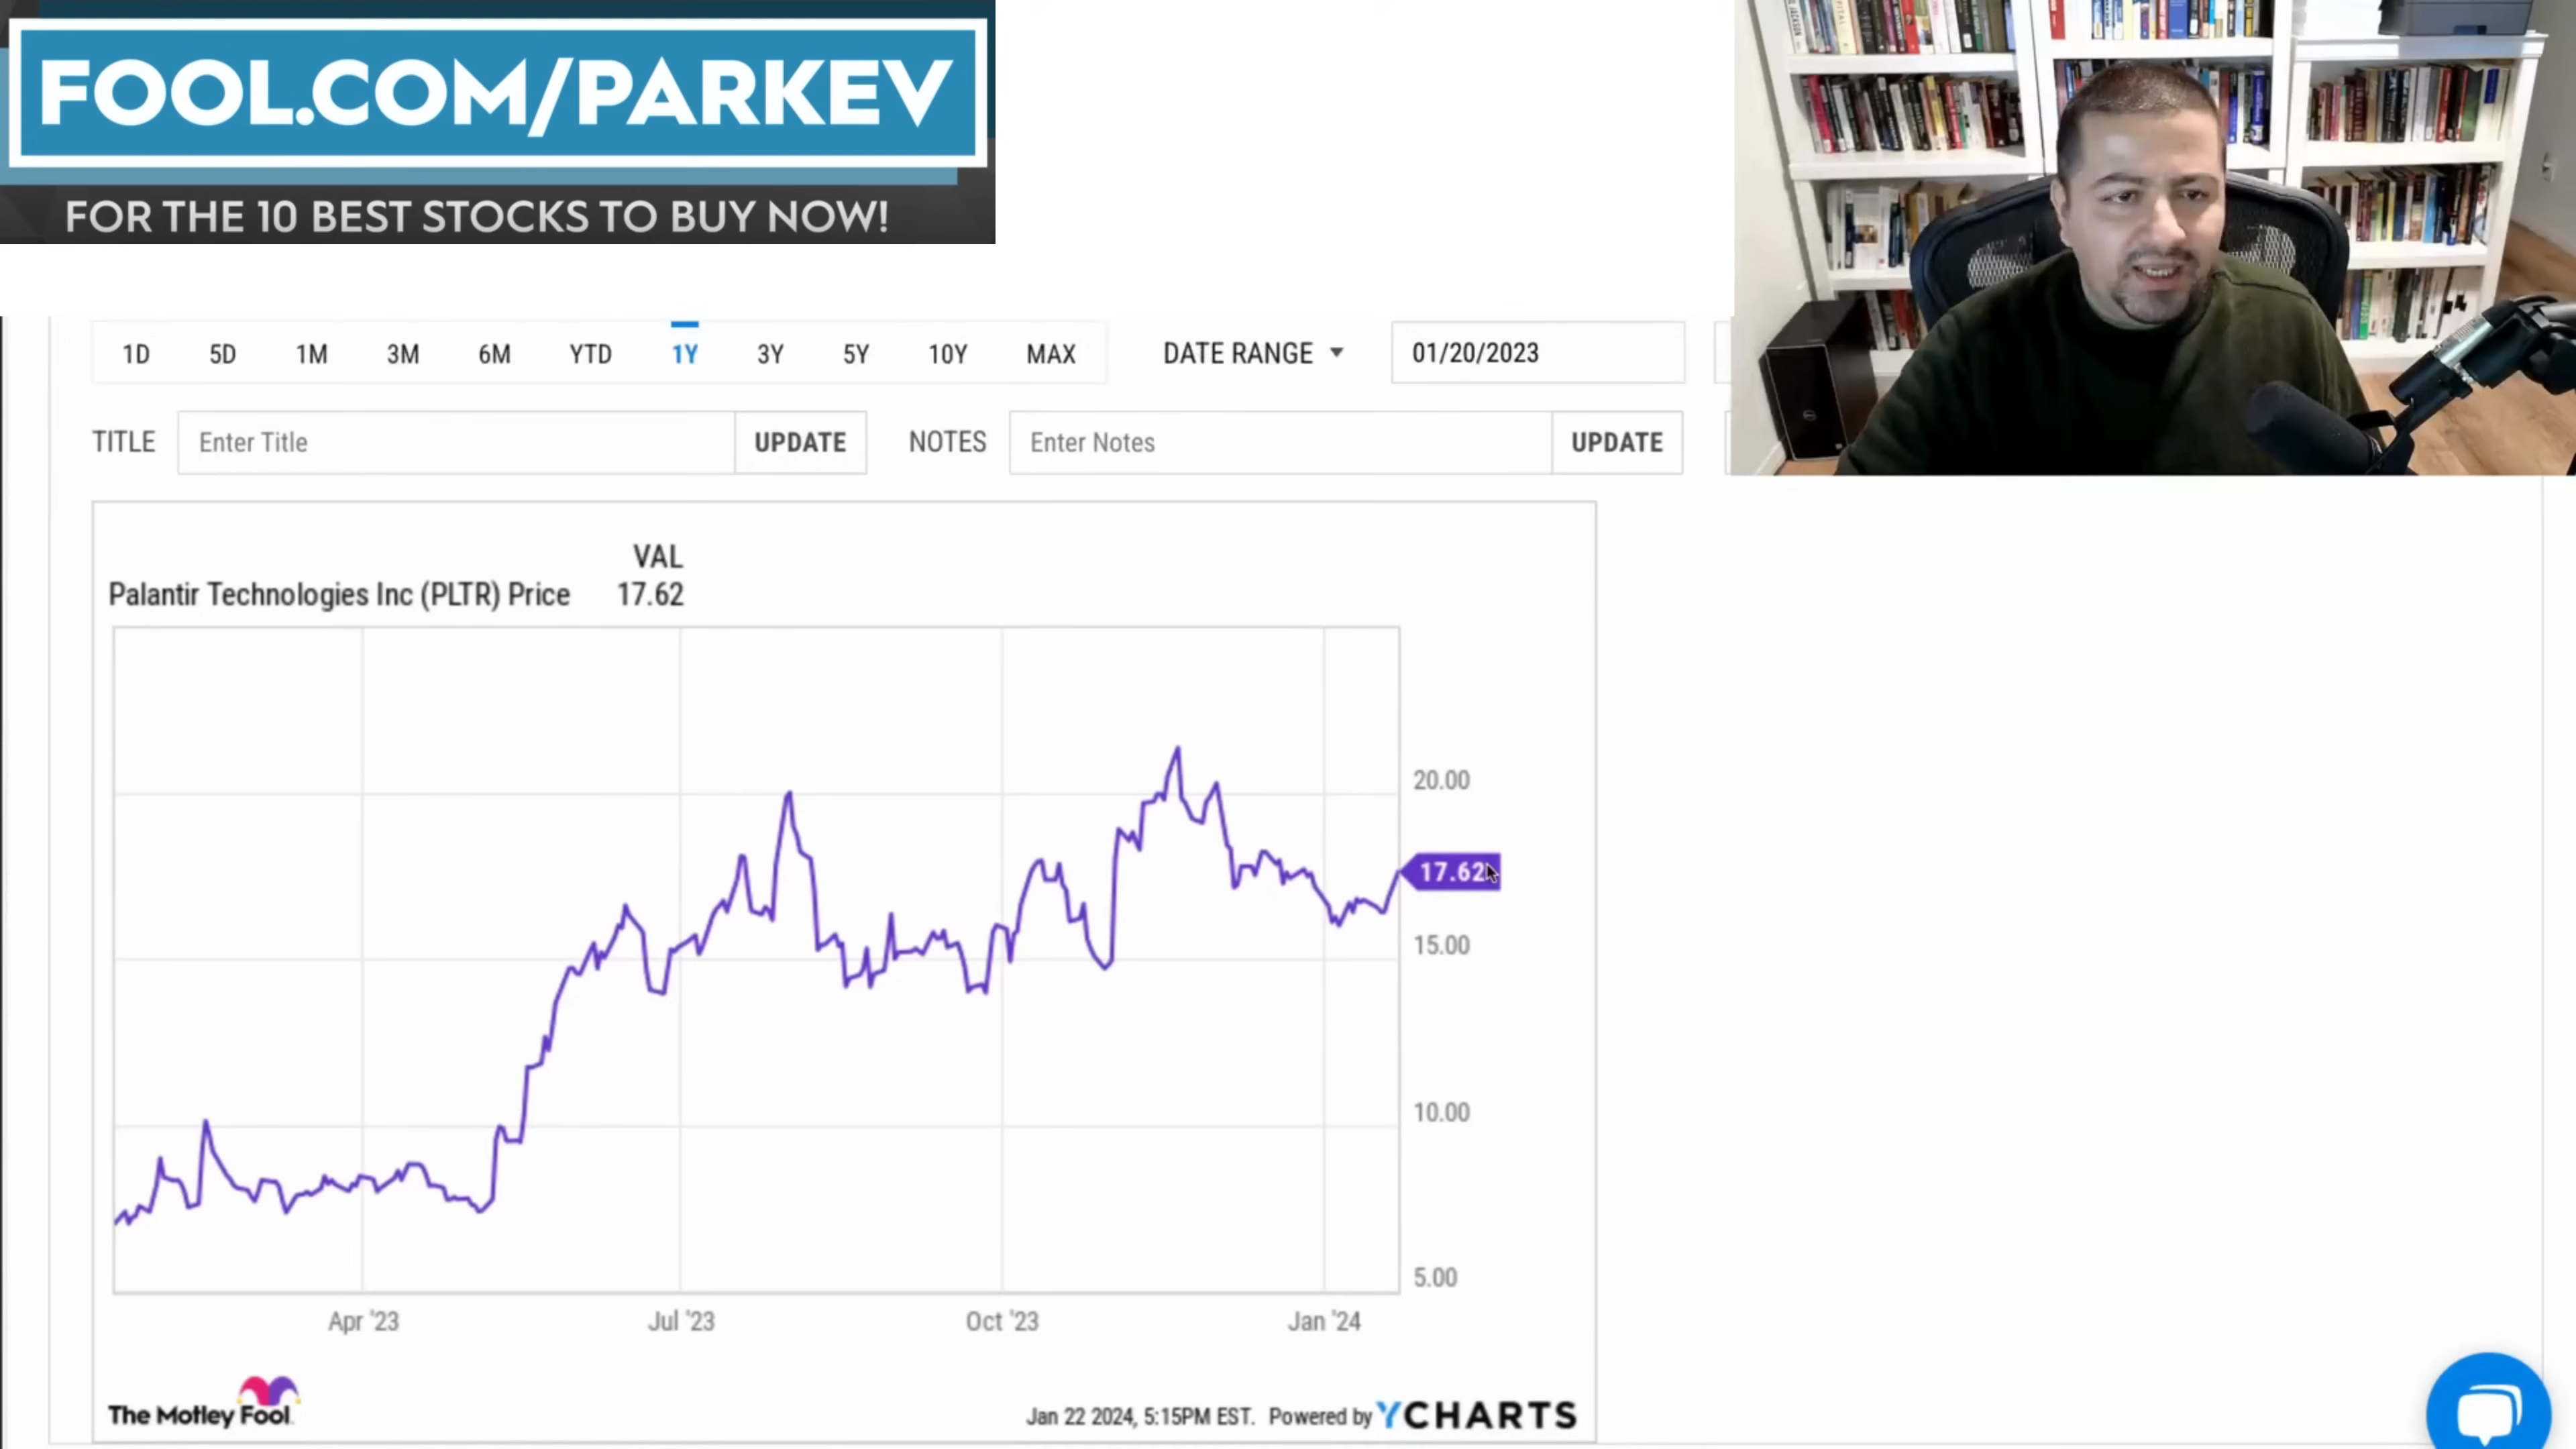 FOOL.COM/PARKEV
FOR THE 10 BEST STOCKS TO BUY NOW!
1D 5D 1M 3M 6M YTD 1Y 3Y 5Y 10Y MAX DATE RANGE 01/20/2023
TITLE Enter Title UPDATE NOTES Enter Notes UPDATE
VAL
Palantir Technologies Inc (PLTR) Price 17.62
20.00
17.62
15.00
10.00
5.00
Apr '23 Jul '23 Oct '23 Jan '24
The Motley Fool
Jan 22 2024, 5:15PM EST. Powered by YCHARTS